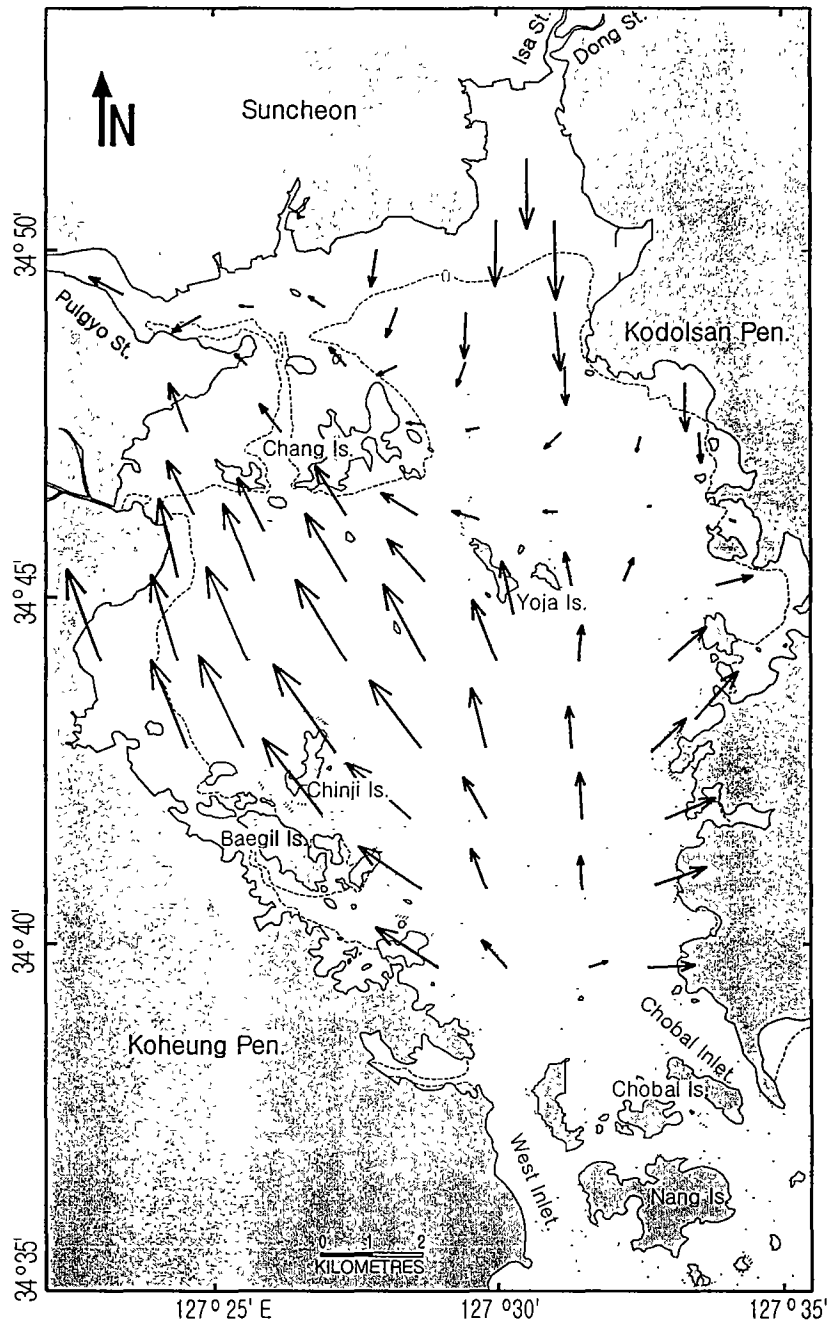 Isa St.
Dong St.
N
Suncheon
34° 50'
0
Pulgyo St.
Kodolsan Pen.
Chang Is.
34° 45'
Yoja Is.
Chinji Is.
Baegil Is.
34° 40'
Koheung Pen.
Chobal Inlet.
Chobal Is.
West Inlet.
Nang Is.
0 1 2
KILOMETRES
34° 35'
127° 25' E
127° 30'
127° 35'